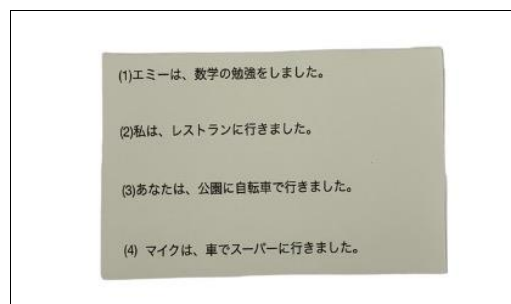 (1)エミーは、数学の勉強をしました。
(2)私は、レストランに行きました。
(3)あなたは、公園に自転車で行きました。
(4) マイクは、車でスーパーに行きました。